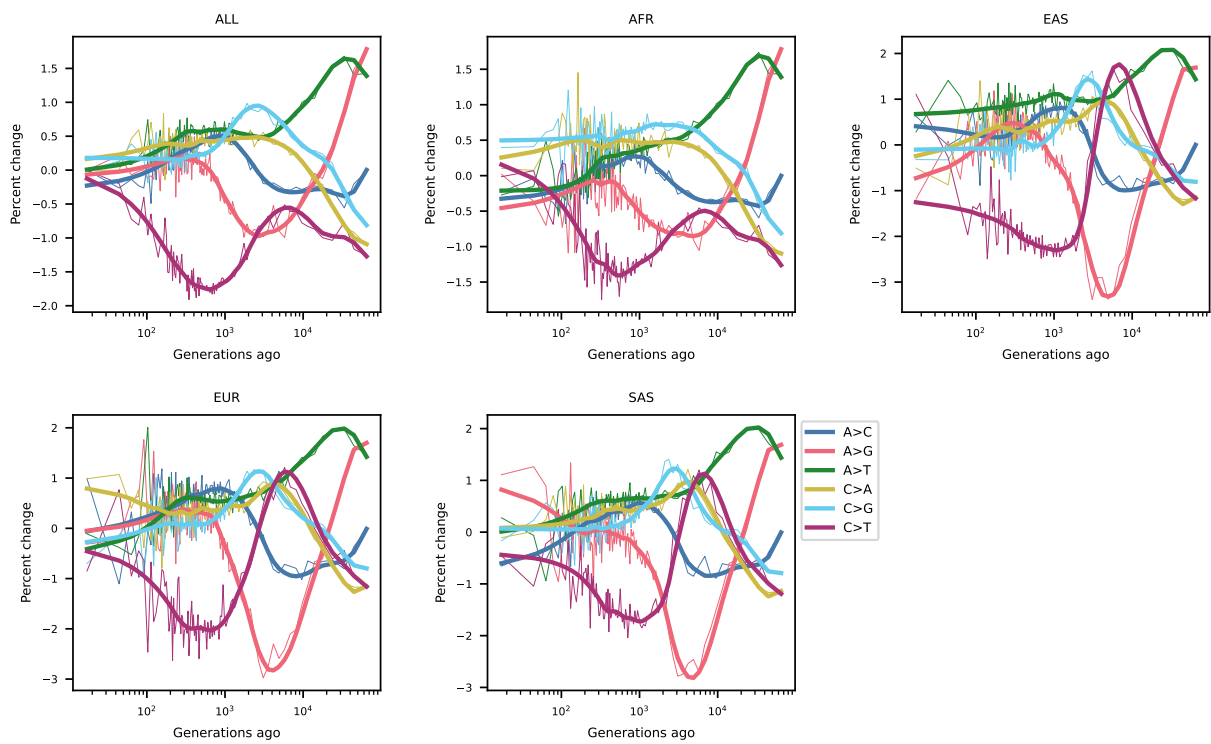 ALL
AFR
EAS
Percent change
1.5
1.0
0.5
0.0
−0.5
−1.0
−1.5
−2.0
10²
10³
10⁴
Generations ago
Percent change
1.5
1.0
0.5
0.0
−0.5
−1.0
−1.5
10²
10³
10⁴
Generations ago
Percent change
2
1
0
−1
−2
−3
10²
10³
10⁴
Generations ago
EUR
SAS
Percent change
2
1
0
−1
−2
−3
10²
10³
10⁴
Generations ago
Percent change
2
1
0
−1
−2
−3
10²
10³
10⁴
Generations ago
A>C
A>G
A>T
C>A
C>G
C>T